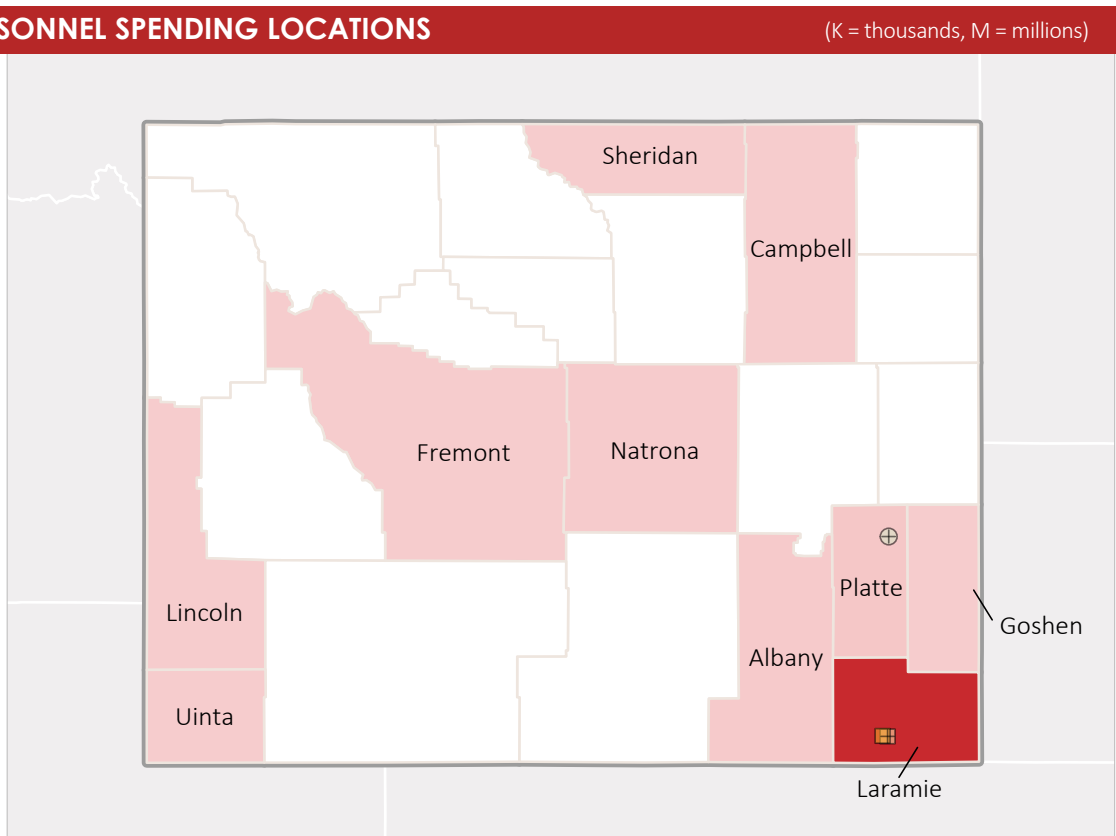 SONNEL SPENDING LOCATIONS
(K = thousands, M = millions)
Sheridan
Campbell
Fremont
Natrona
Platte
Lincoln
Goshen
Albany
Uinta
Laramie